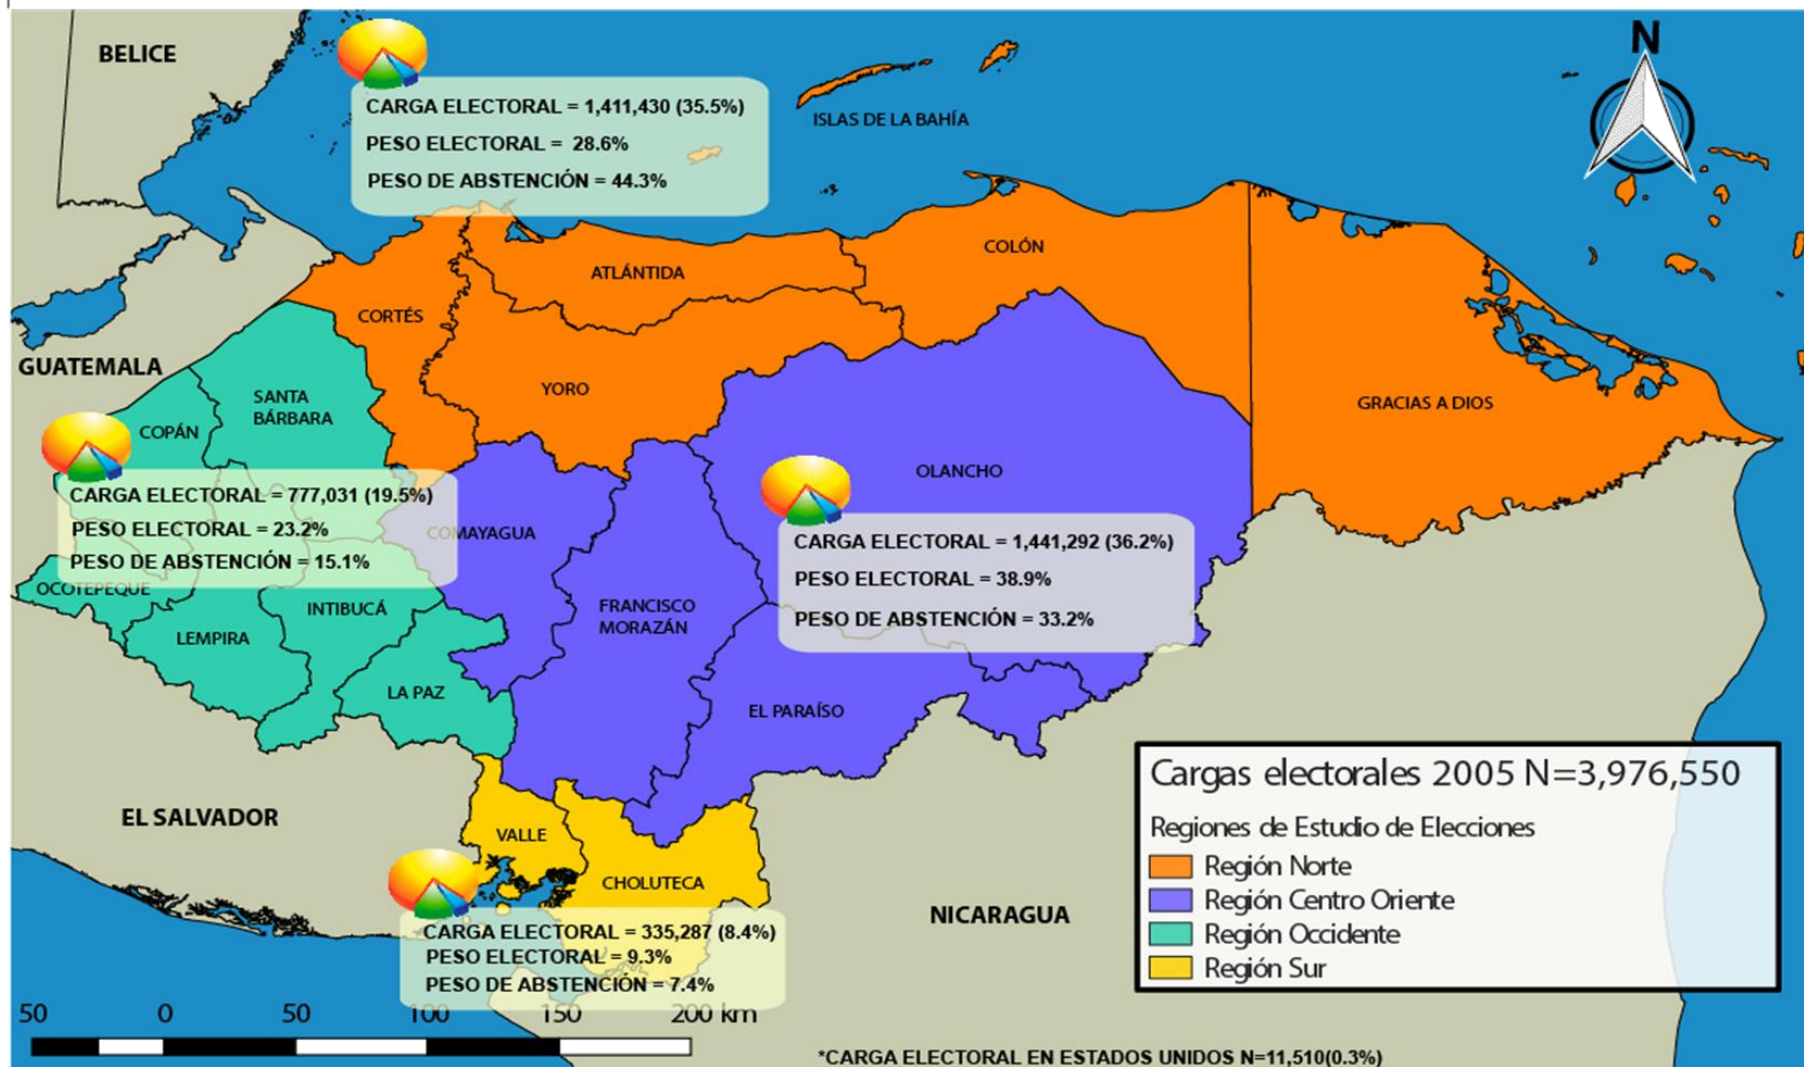 BELICE
N
CARGA ELECTORAL = 1,411,430 (35.5%)
PESO ELECTORAL = 28.6%
PESO DE ABSTENCIÓN = 44.3%
ISLAS DE LA BAHÍA
COLÓN
ATLÁNTIDA
CORTÉS
GUATEMALA
YORO
SANTA
BÁRBARA
GRACIAS A DIOS
COPÁN
OLANCHO
CARGA ELECTORAL = 777,031 (19.5%)
PESO ELECTORAL = 23.2%
PESO DE ABSTENCIÓN = 15.1%
COMAYAGUA
CARGA ELECTORAL = 1,441,292 (36.2%)
PESO ELECTORAL = 38.9%
PESO DE ABSTENCIÓN = 33.2%
OCOTEPEQUE
INTIBUCÁ
FRANCISCO
MORAZÁN
LEMPIRA
LA PAZ
EL PARAÍSO
EL SALVADOR
VALLE
CHOLUTECA
NICARAGUA
Cargas electorales 2005 N=3,976,550
Regiones de Estudio de Elecciones
Región Norte
Región Centro Oriente
Región Occidente
Región Sur
CARGA ELECTORAL = 335,287 (8.4%)
PESO ELECTORAL = 9.3%
PESO DE ABSTENCIÓN = 7.4%
50 0 50 100 150 200 km
*CARGA ELECTORAL EN ESTADOS UNIDOS N=11,510(0.3%)